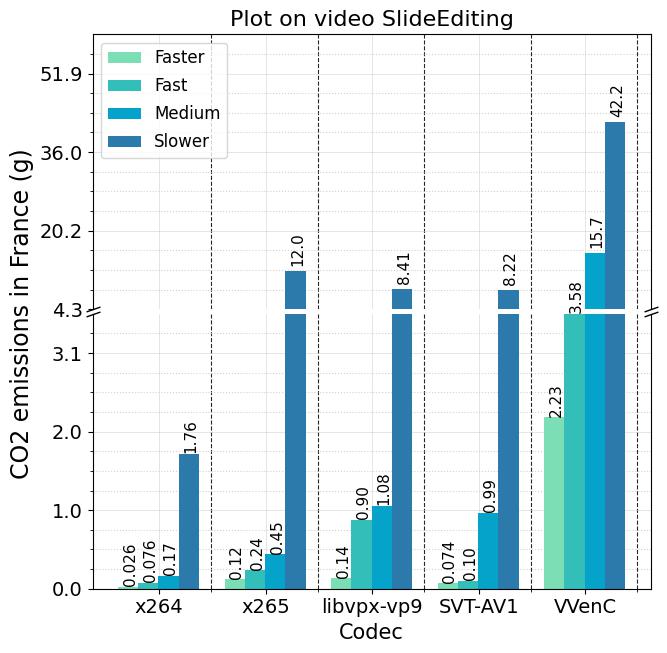 Plot on video SlideEditing
Faster
Fast
Medium
Slower
CO2 emissions in France (g)
51.9
36.0
20.2
4.3
4.3
3.1
2.0
1.0
0.0
0.026
0.076
0.17
1.76
0.12
0.24
0.45
12.0
0.14
0.90
1.08
8.41
0.074
0.10
0.99
8.22
2.23
3.58
15.7
42.2
x264
x265
libvpx-vp9
SVT-AV1
VVenC
Codec